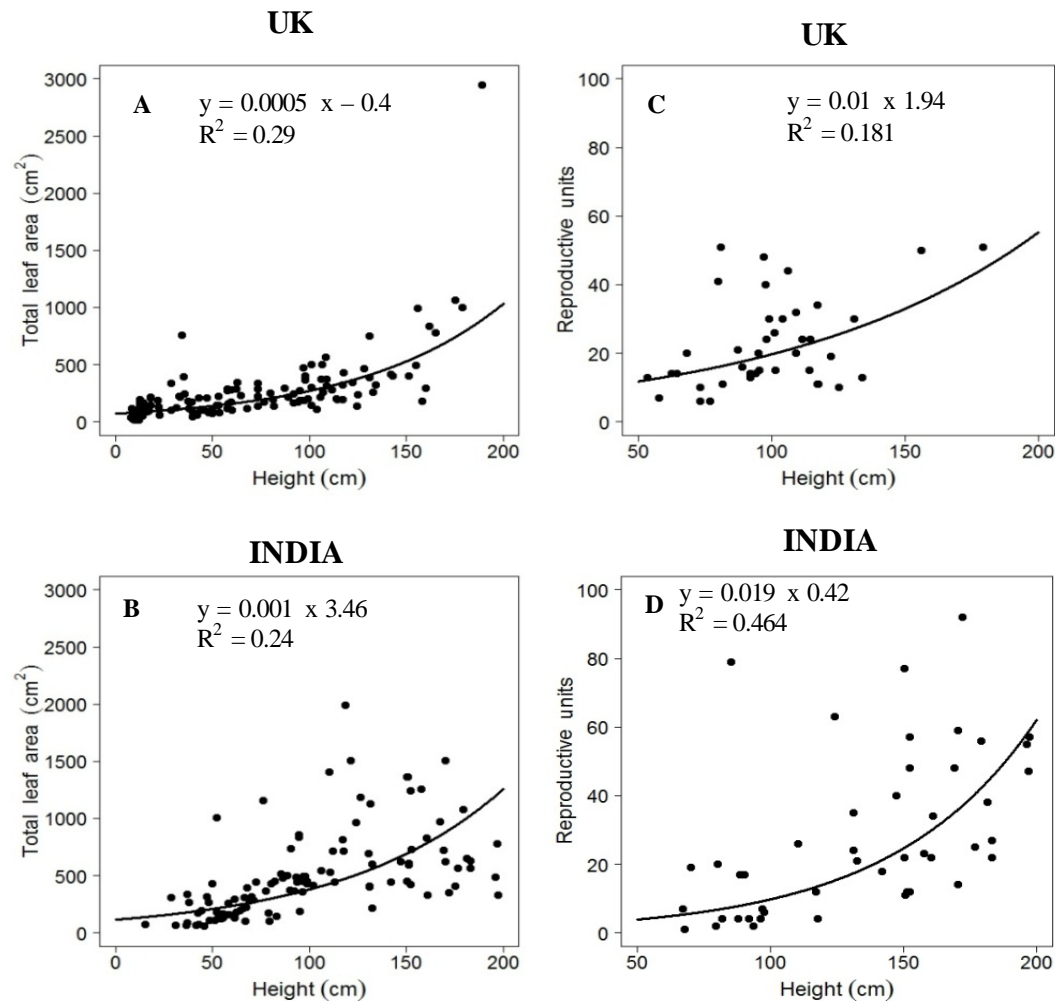 UK
A
y = 0.0005 x – 0.4
R² = 0.29
Total leaf area (cm²)
3000
2500
2000
1500
1000
500
0
0 50 100 150 200
Height (cm)
UK
C
y = 0.01 x 1.94
R² = 0.181
Reproductive units
100
80
60
40
20
0
50 100 150 200
Height (cm)
INDIA
B
y = 0.001 x 3.46
R² = 0.24
Total leaf area (cm²)
3000
2500
2000
1500
1000
500
0
0 50 100 150 200
Height (cm)
INDIA
D
y = 0.019 x 0.42
R² = 0.464
Reproductive units
100
80
60
40
20
0
50 100 150 200
Height (cm)